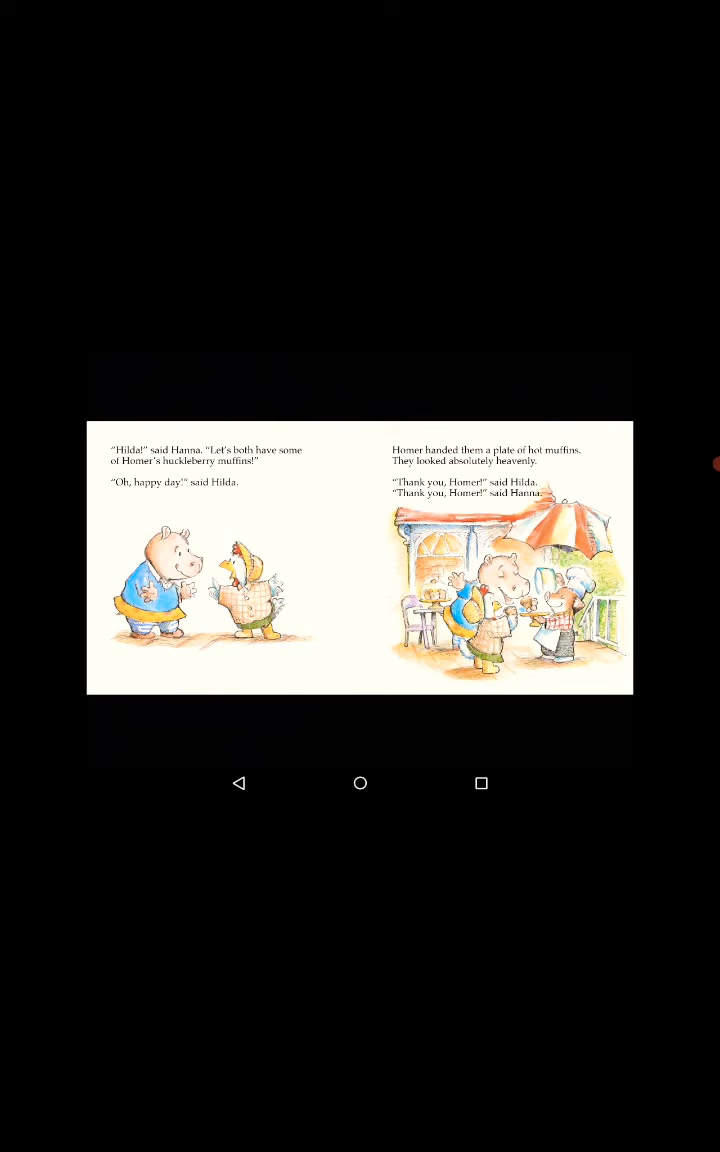 “Hilda!” said Hanna. “Let’s both have some
of Homer’s huckleberry muffins!”
“Oh, happy day!” said Hilda.
Homer handed them a plate of hot muffins.
They looked absolutely heavenly.
“Thank you, Homer!” said Hilda.
“Thank you, Homer!” said Hanna.